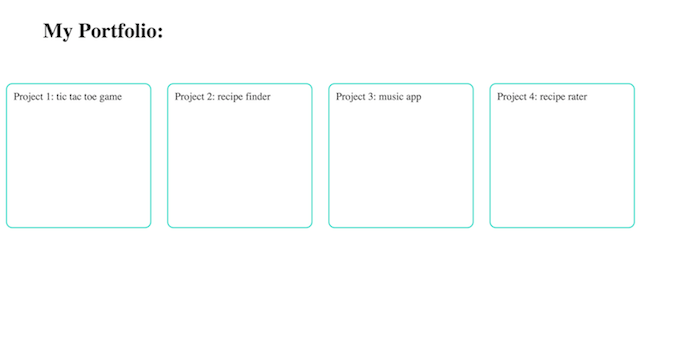 My Portfolio:
Project 1: tic tac toe game
Project 2: recipe finder
Project 3: music app
Project 4: recipe rater